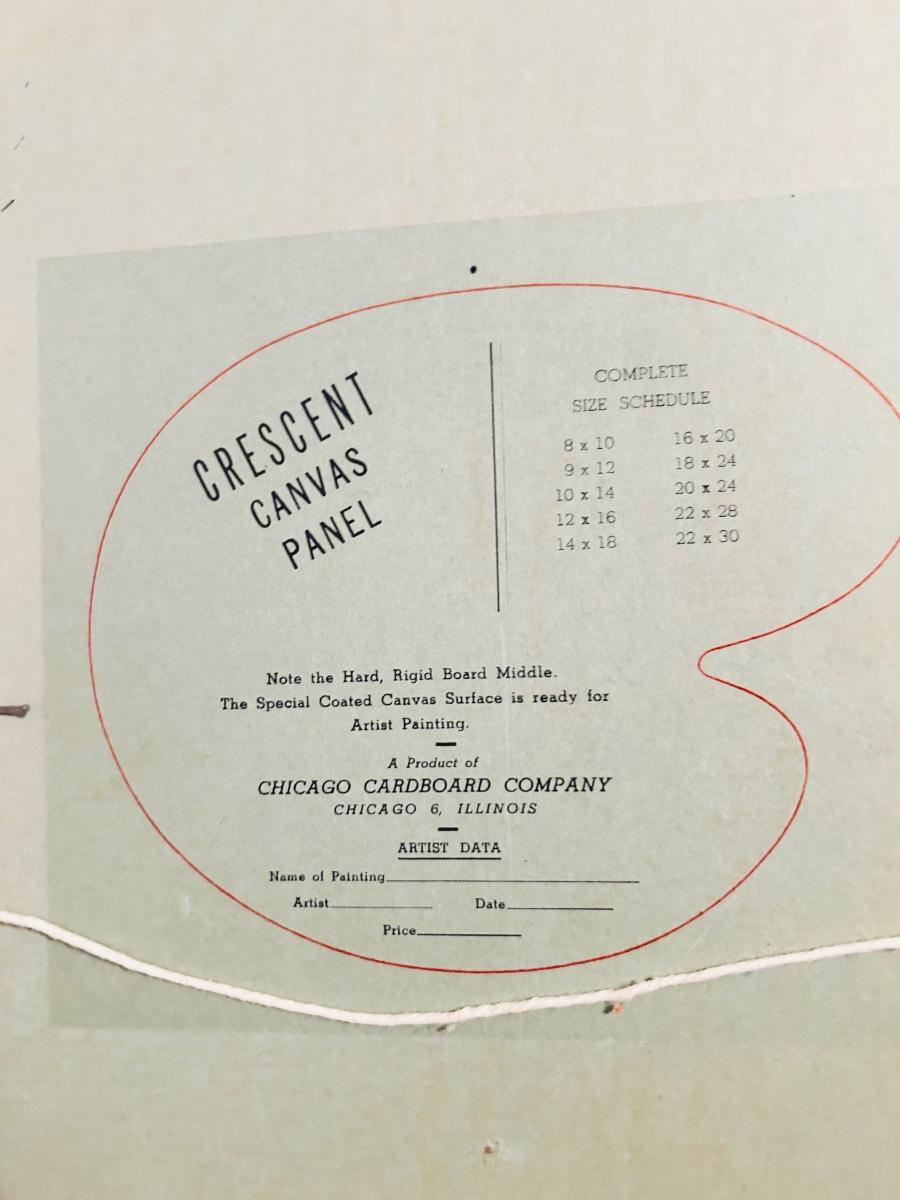 CRESCENT
CANVAS
PANEL
COMPLETE
SIZE SCHEDULE
8 x 10 16 x 20
9 x 12 18 x 24
10 x 14 20 x 24
12 x 16 22 x 28
14 x 18 22 x 30
Note the Hard, Rigid Board Middle.
The Special Coated Canvas Surface is ready for
Artist Painting.
A Product of
CHICAGO CARDBOARD COMPANY
CHICAGO 6, ILLINOIS
ARTIST DATA
Name of Painting
Artist Date
Price